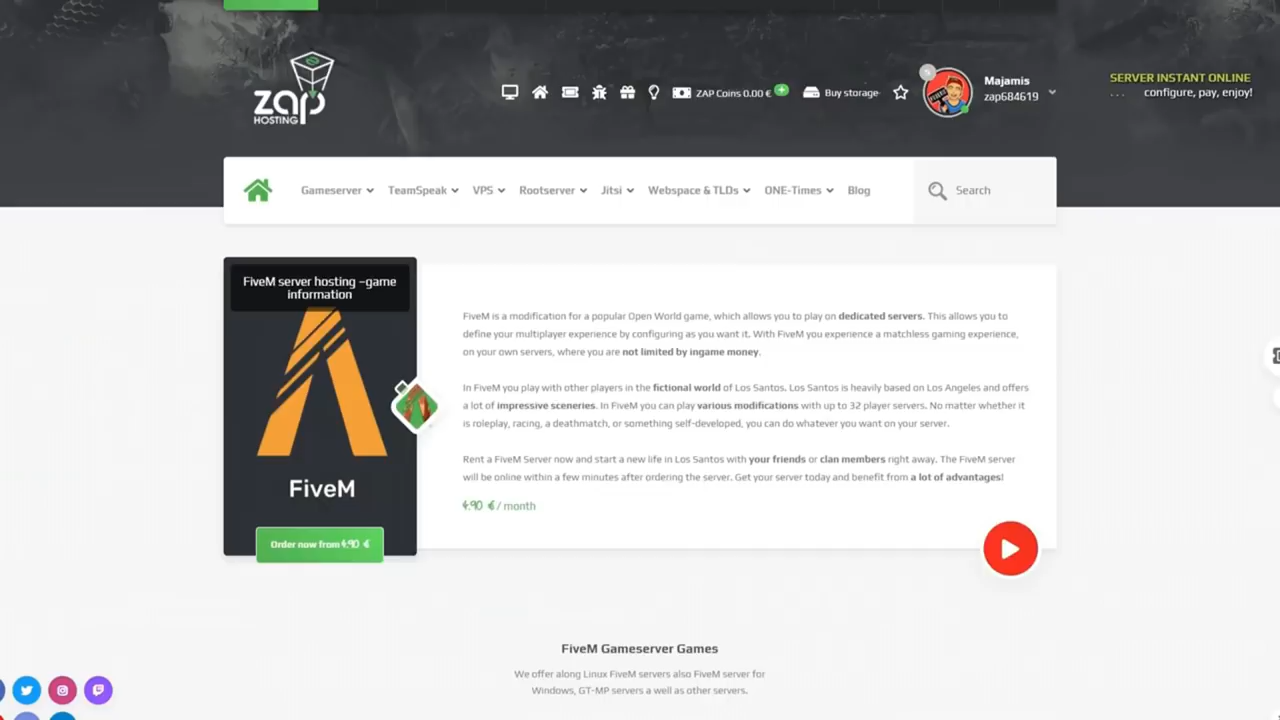 zap
HOSTING
ZAP Coins 0.00 €
Buy storage
Majamis
zap684619
SERVER INSTANT ONLINE
... configure, pay, enjoy!
Gameserver
TeamSpeak
VPS
Rootserver
Jitsi
Webspace & TLDs
ONE-Times
Blog
Search
FiveM server hosting –game
information
FiveM
Order now from 4.90 €
FiveM is a modification for a popular Open World game, which allows you to play on dedicated servers. This allows you to
define your multiplayer experience by configuring as you want it. With FiveM you experience a matchless gaming experience,
on your own servers, where you are not limited by ingame money.
In FiveM you play with other players in the fictional world of Los Santos. Los Santos is heavily based on Los Angeles and offers
a lot of impressive sceneries. In FiveM you can play various modifications with up to 32 player servers. No matter whether it
is roleplay, racing, a deathmatch, or something self-developed, you can do whatever you want on your server.
Rent a FiveM Server now and start a new life in Los Santos with your friends or clan members right away. The FiveM server
will be online within a few minutes after ordering the server. Get your server today and benefit from a lot of advantages!
4.90 € / month
FiveM Gameserver Games
We offer along Linux FiveM servers also FiveM server for
Windows, GT-MP servers a well as other servers.